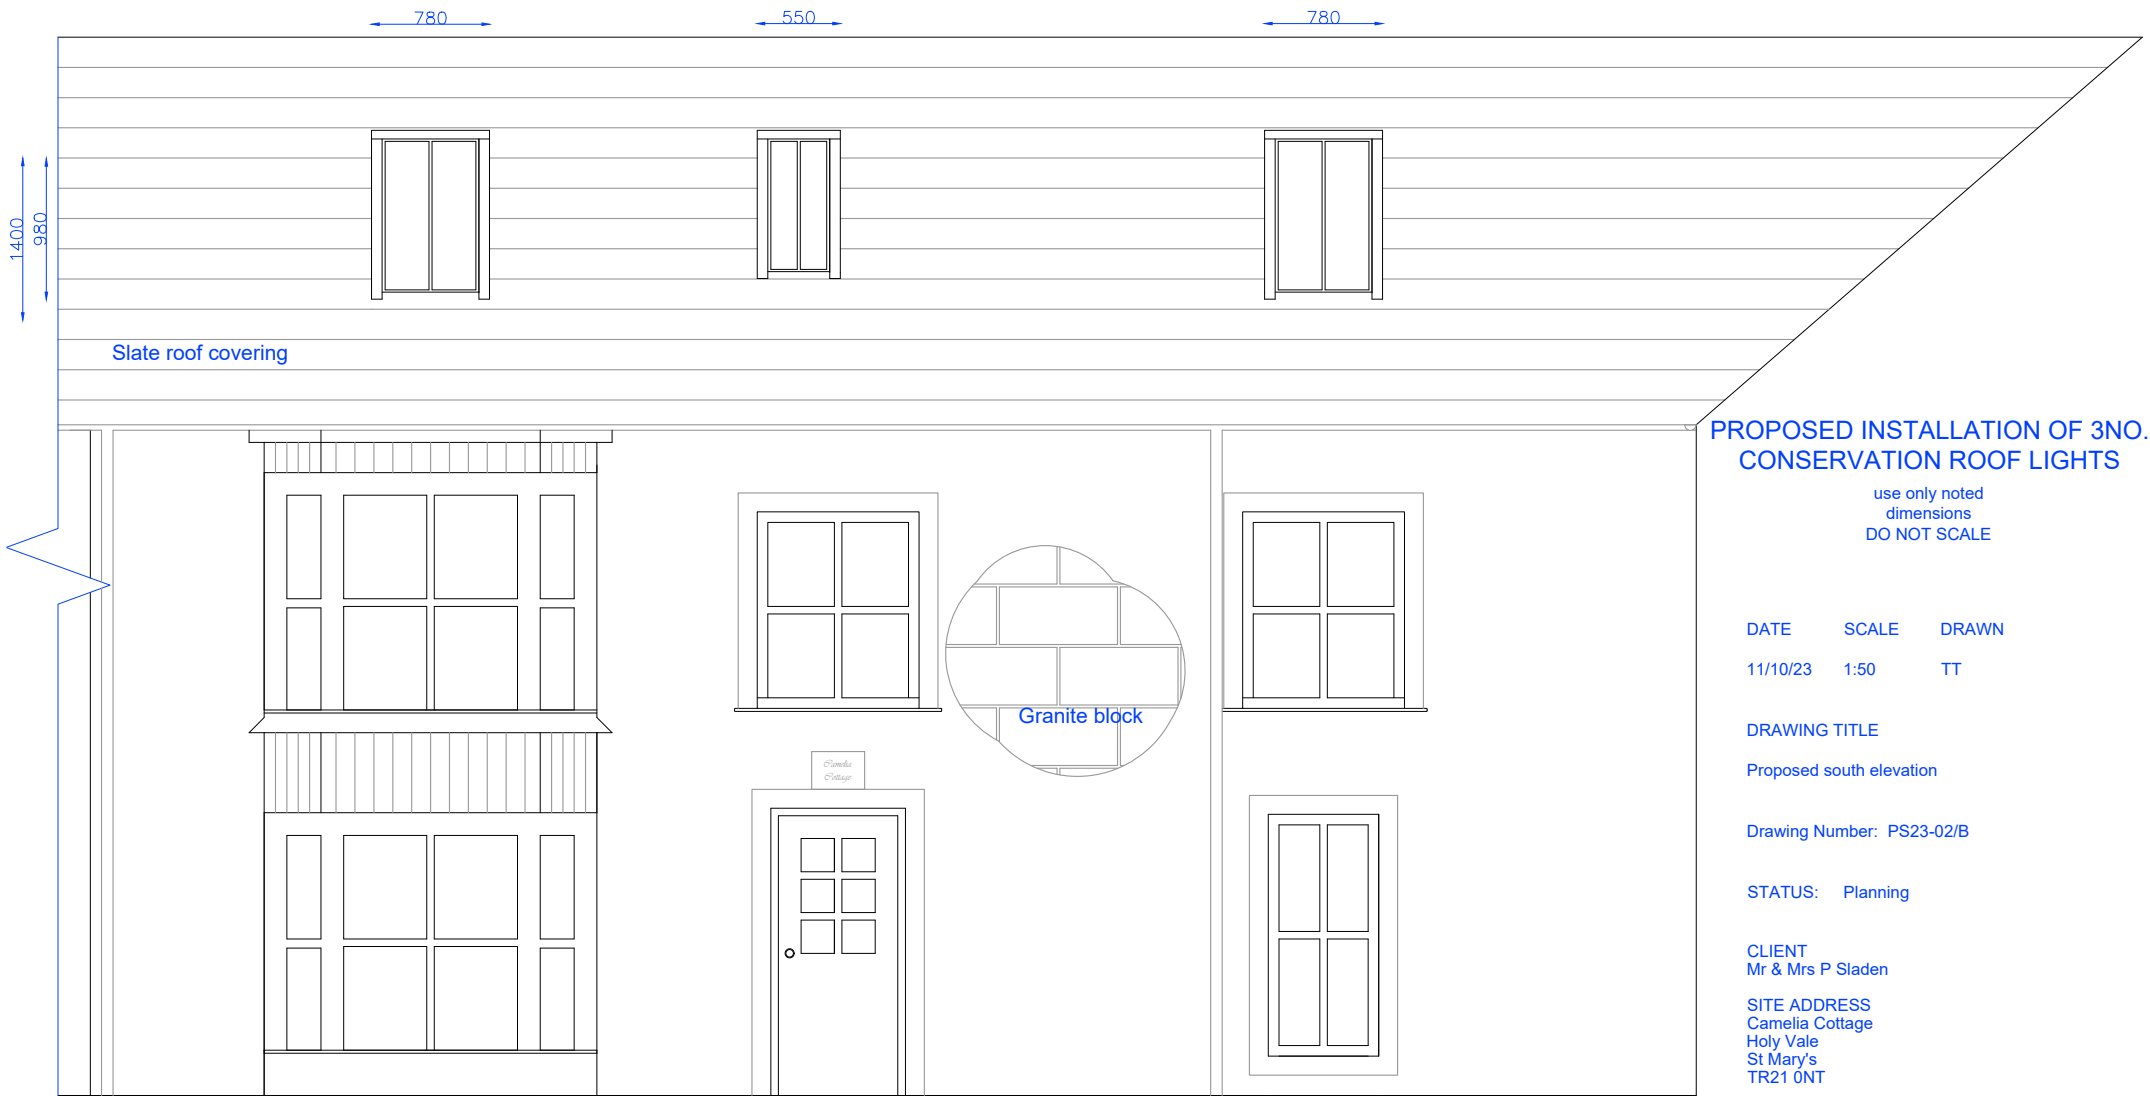 780
550
780
1400
980
Slate roof covering
PROPOSED INSTALLATION OF 3NO.
CONSERVATION ROOF LIGHTS
use only noted
dimensions
DO NOT SCALE
Granite block
Camelia
Cottage
DATE SCALE DRAWN
11/10/23 1:50 TT
DRAWING TITLE
Proposed south elevation
Drawing Number: PS23-02/B
STATUS: Planning
CLIENT
Mr & Mrs P Sladen
SITE ADDRESS
Camelia Cottage
Holy Vale
St Mary's
TR21 0NT